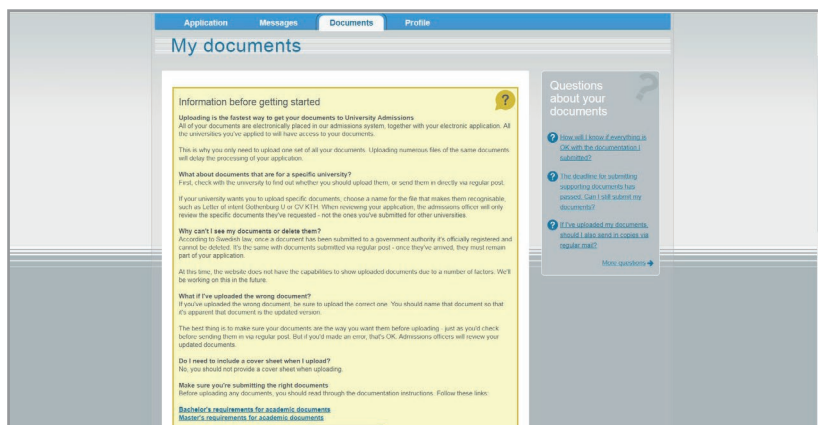 Application Messages Documents Profile
My documents
Information before getting started
?
Uploading is the fastest way to get your documents to University Admissions
All of your documents are electronically placed in our admissions system, together with your electronic application. All
the universities you've applied to will have access to your documents.
This is why you only need to upload one set of all your documents. Uploading numerous files of the same documents
will delay the processing of your application.
What about documents that are for a specific university?
First, check with the university to find out whether you should upload them, or send them in directly via regular post.
If your university wants you to upload specific documents, choose a name for the file that makes them recognisable,
such as Letter of intent Gothenburg U or CV KTH. When reviewing your application, the admissions officer will only
review the specific documents they've requested - not the ones you've submitted for other universities.
Why can't I see my documents or delete them?
According to Swedish law, once a document has been submitted to a government authority it's officially registered and
cannot be deleted. It's the same with documents submitted via regular post - once they've arrived, they must remain
part of your application.
At this time, the website does not have the capabilities to show uploaded documents due to a number of factors. We'll
be working on this in the future.
What if I've uploaded the wrong document?
If you've uploaded the wrong document, be sure to upload the correct one. You should name that document so that
it's apparent that document is the updated version.
The best thing is to make sure your documents are the way you want them before uploading - just as you'd check
before sending them in via regular post. But if you'd made an error, that's OK. Admissions officers will review your
updated documents.
Do I need to include a cover sheet when I upload?
No, you should not provide a cover sheet when uploading.
Make sure you're submitting the right documents
Before uploading any documents, you should read through the documentation instructions. Follow these links:
Bachelor's requirements for academic documents
Master's requirements for academic documents
Questions
about your
documents
?
? How will I know if everything is
OK with the documentation I
submitted?
? The deadline for submitting
supporting documents has
passed. Can I still submit my
documents?
? If I've uploaded my documents,
should I also send in copies via
regular mail?
More questions